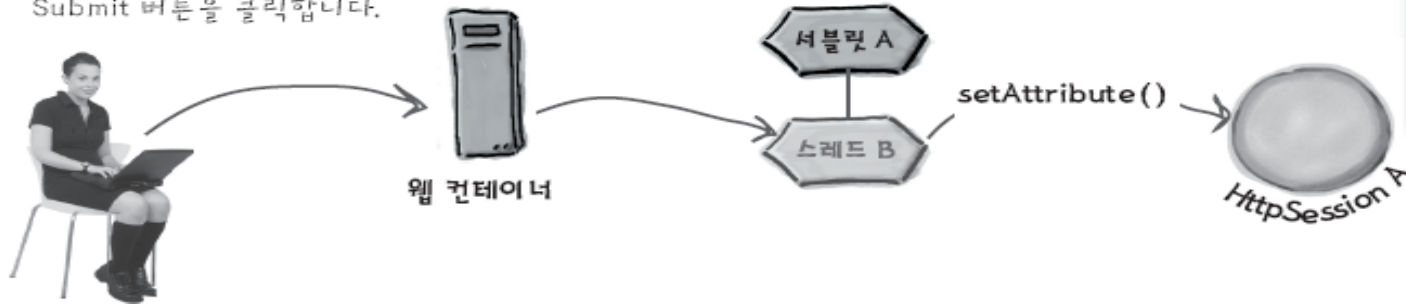 Submit 버튼을 클릭합니다.
서블릿 A
setAttribute()
스레드 B
웹 컨테이너
HttpSession A